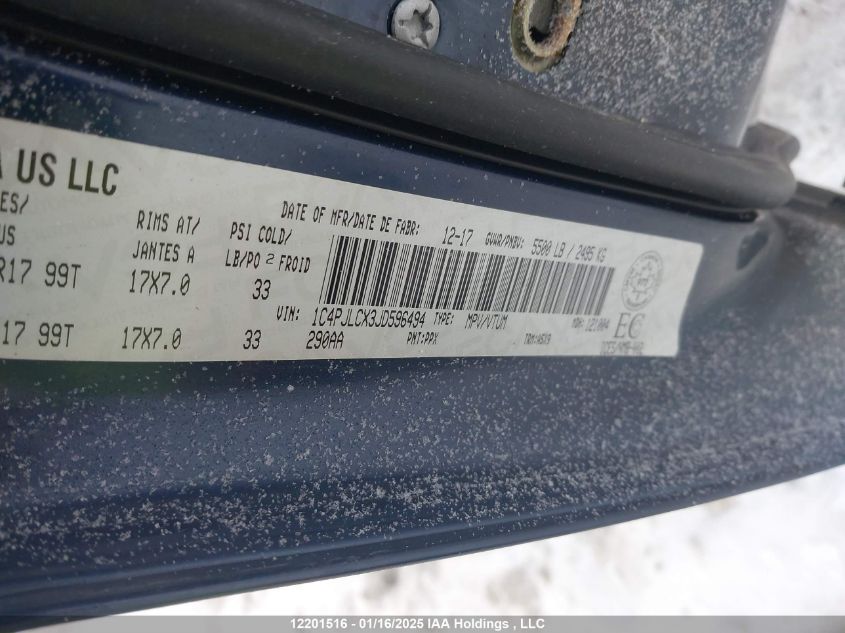 A US LLC
DATE OF MFR/DATE DE FABR: 12-17 GVWR/PNBV: 5500 LB / 2495 KG
RIMS AT/ PSI COLD/
US JANTES A LB/PO 2 FROID
R17 99T 17X7.0 33
VIN: 1C4PJLCX3JD596494 TYPE: MPV/VTUM MDH: 121804 EC
17 99T 17X7.0 33 290AA PNT:PPX
12201516 - 01/16/2025 IAA Holdings , LLC